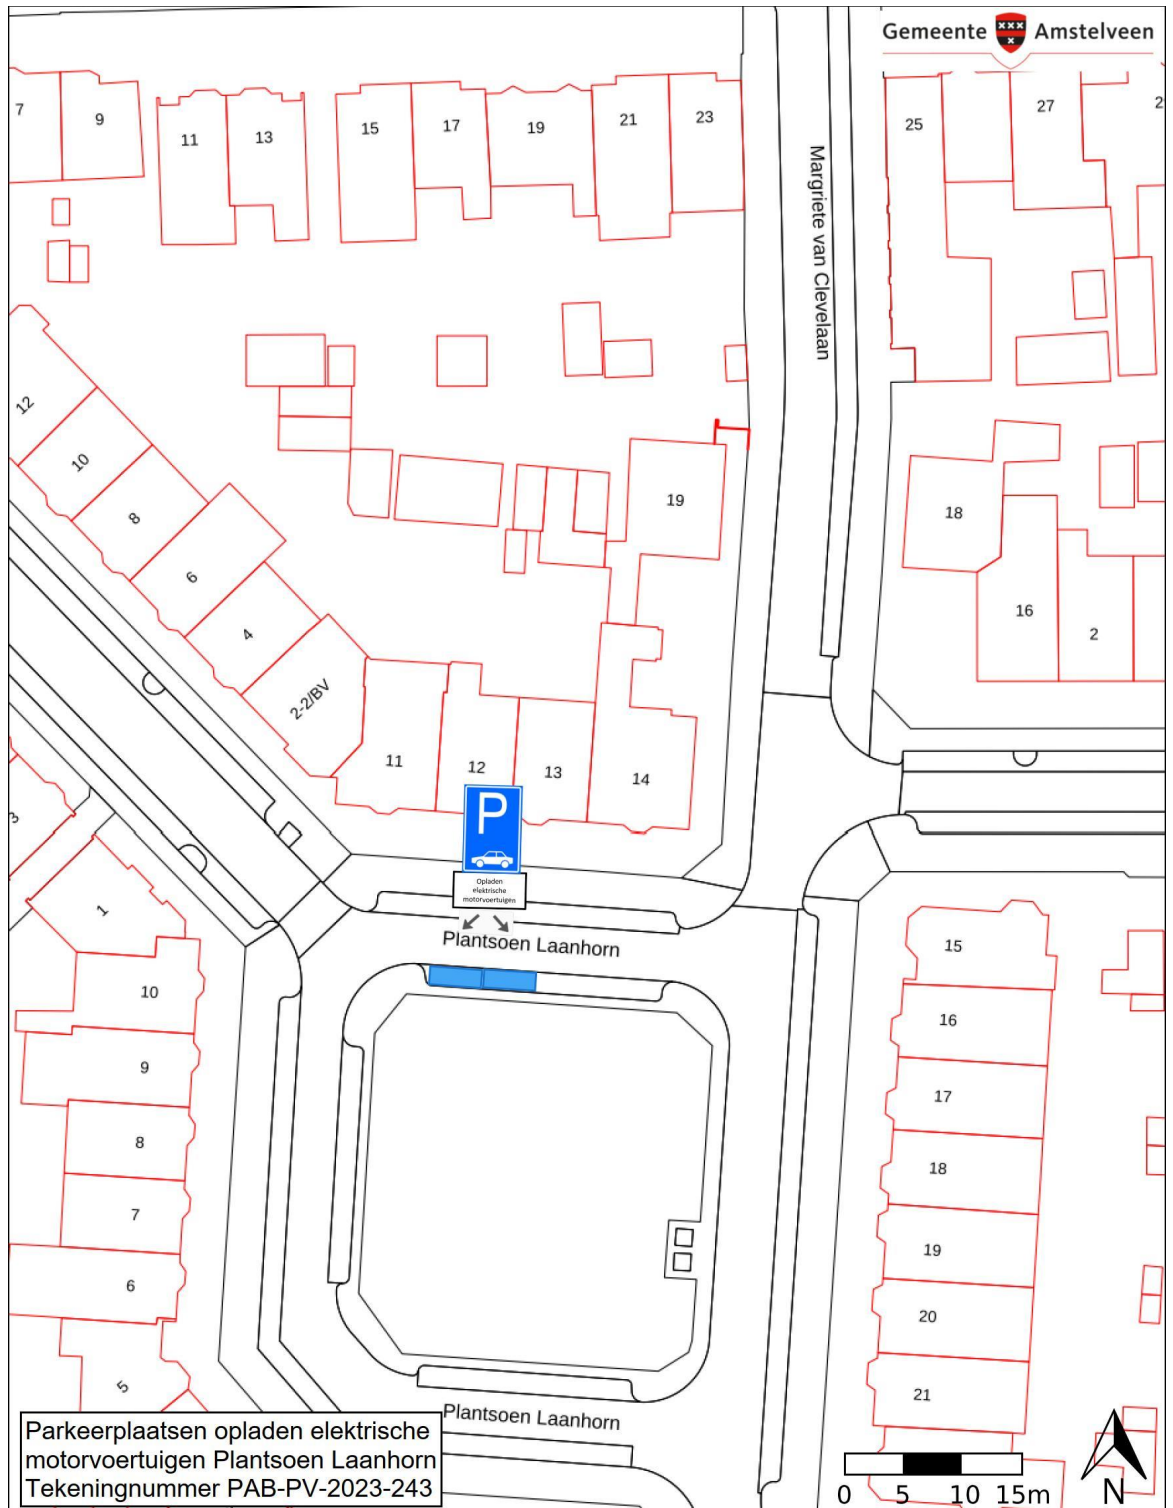 Gemeente Amstelveen
7
9
11
13
15
17
19
21
23
25
27
2
Margriete van Clevelaan
12
10
8
6
4
2-2/BV
19
18
16
2
11
12
13
14
P
Opladen
elektrische
motorvoertuigen
Plantsoen Laanhorn
3
1
10
9
8
7
6
5
15
16
17
18
19
20
21
Plantsoen Laanhorn
Parkeerplaatsen opladen elektrische
motorvoertuigen Plantsoen Laanhorn
Tekeningnummer PAB-PV-2023-243
0 5 10 15m
N